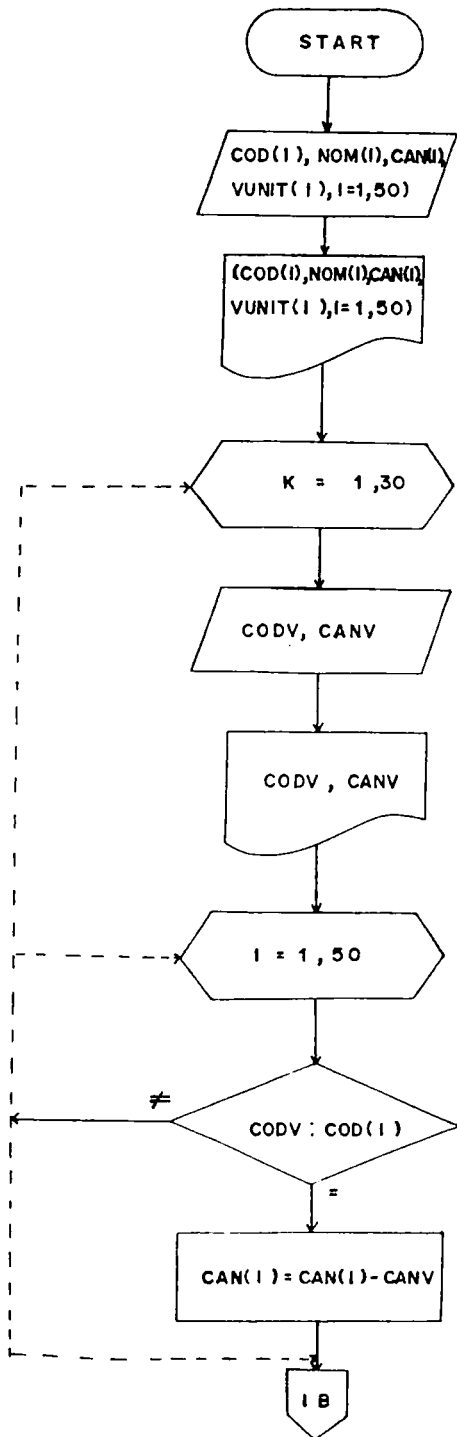 START
COD(I), NOM(I), CAN(I),
VUNIT(I), I=1,50)
(COD(I),NOM(I),CAN(I),
VUNIT(I),I=1,50)
K = 1,30
CODV, CANV
CODV , CANV
I = 1 , 50
≠
CODV : COD(I)
=
CAN(I)=CAN(I)-CANV
I B